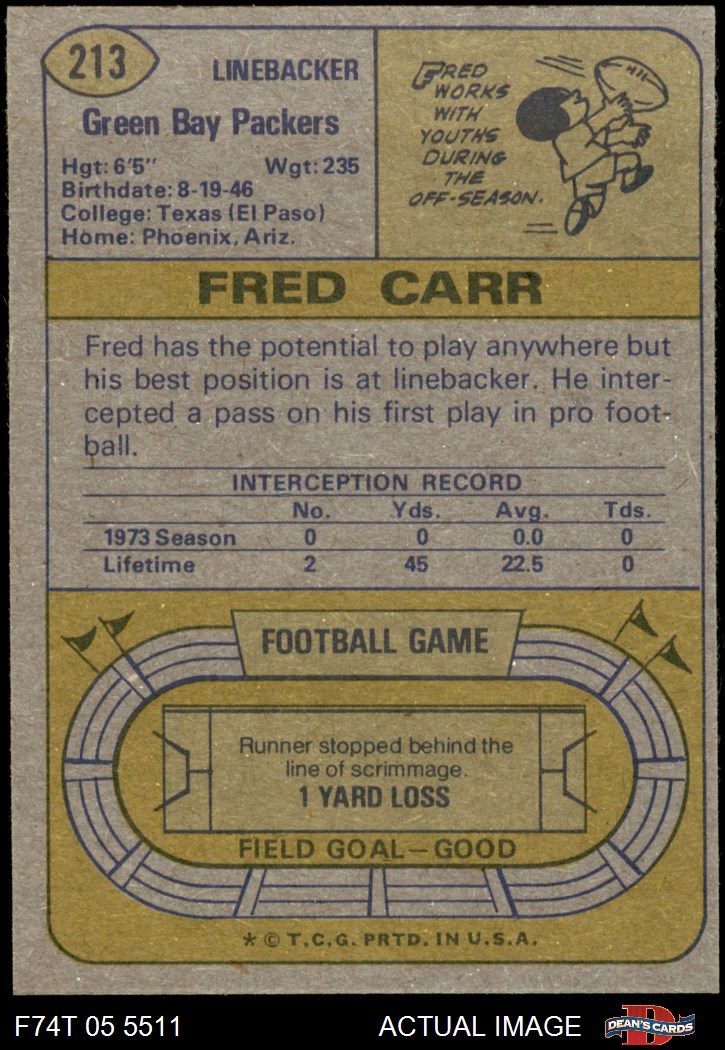 213
LINEBACKER
Green Bay Packers
Hgt: 6'5" Wgt: 235
Birthdate: 8-19-46
College: Texas (El Paso)
Home: Phoenix, Ariz.
FRED
WORKS
WITH
YOUTHS
DURING
THE
OFF-SEASON.
FRED CARR
Fred has the potential to play anywhere but
his best position is at linebacker. He inter-
cepted a pass on his first play in pro foot-
ball.
INTERCEPTION RECORD
No. Yds. Avg. Tds.
1973 Season 0 0 0.0 0
Lifetime 2 45 22.5 0
FOOTBALL GAME
Runner stopped behind the
line of scrimmage.
1 YARD LOSS
FIELD GOAL—GOOD
* © T.C.G. PRTD. IN U.S.A.
F74T 05 5511 ACTUAL IMAGE
D
DEAN'S CARDS